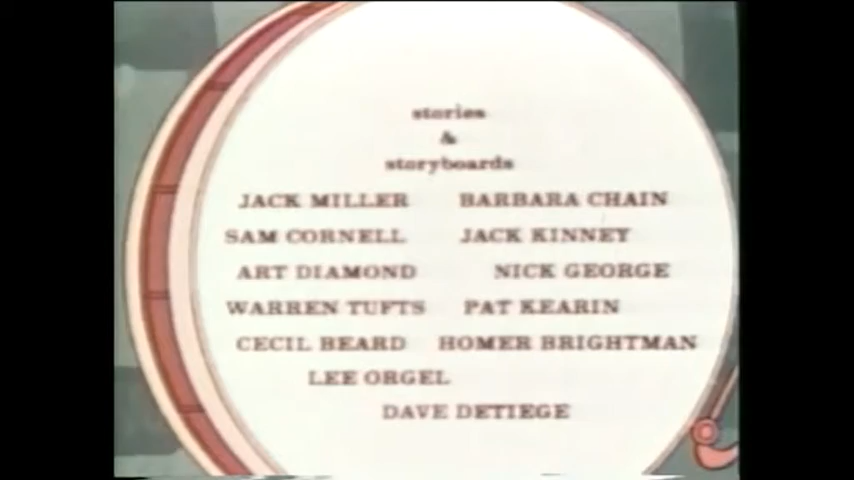 stories
&
storyboards
JACK MILLER BARBARA CHAIN
SAM CORNELL JACK KINNEY
ART DIAMOND NICK GEORGE
WARREN TUFTS PAT KEARIN
CECIL BEARD HOMER BRIGHTMAN
LEE ORGEL
DAVE DETIEGE